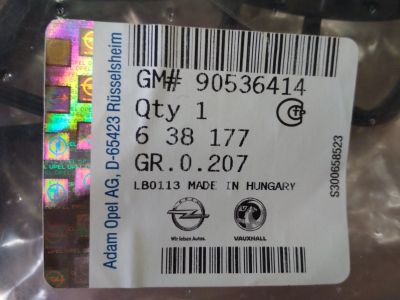 Adam Opel AG, D-65423 Rüsselsheim
GM# 90536414
Qty 1
6 38 177
GR.0.207
LB0113 MADE IN HUNGARY
Wir leben Autos.
VAUXHALL
S300658523